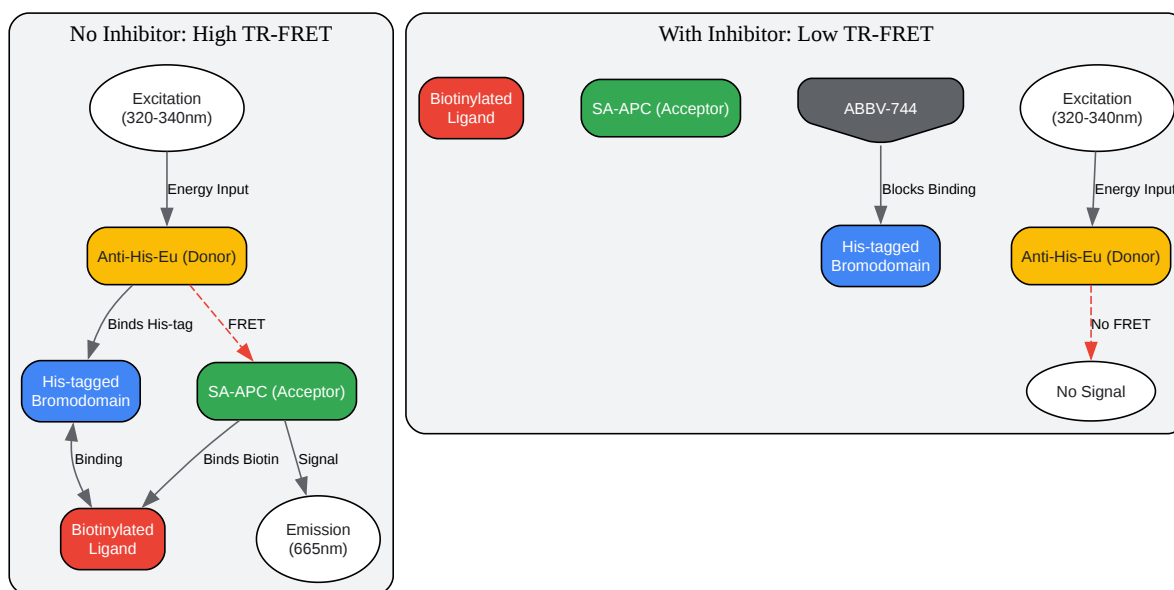 No Inhibitor: High TR-FRET
Excitation
(320-340nm)
Energy Input
Anti-His-Eu (Donor)
Binds His-tag
FRET
His-tagged
Bromodomain
SA-APC (Acceptor)
Binding
Binds Biotin
Signal
Biotinylated
Ligand
Emission
(665nm)
With Inhibitor: Low TR-FRET
Biotinylated
Ligand
SA-APC (Acceptor)
ABBV-744
Excitation
(320-340nm)
Blocks Binding
Energy Input
His-tagged
Bromodomain
Anti-His-Eu (Donor)
No FRET
No Signal